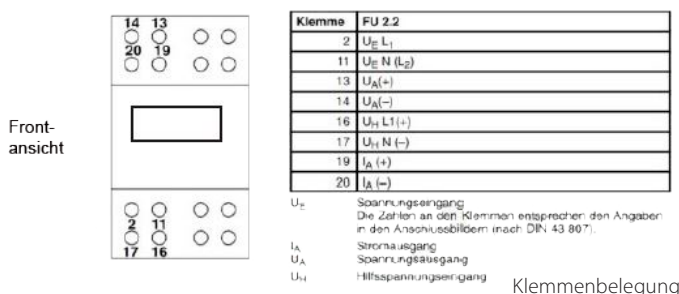 14 13
20 19
Front-
ansicht
2 11
17 16
Klemme FU 2.2
2 UE L1
11 UE N (L2)
13 UA(+)
14 UA(−)
16 UH L1(+)
17 UH N (−)
19 IA (+)
20 IA (−)
UE Spannungseingang
Die Zahlen an den Klemmen entsprechen den Angaben
in den Anschlussbildern (nach DIN 43 807).
IA Stromausgang
UA Spannungsausgang
UH Hilfsspannungseingang
Klemmenbelegung